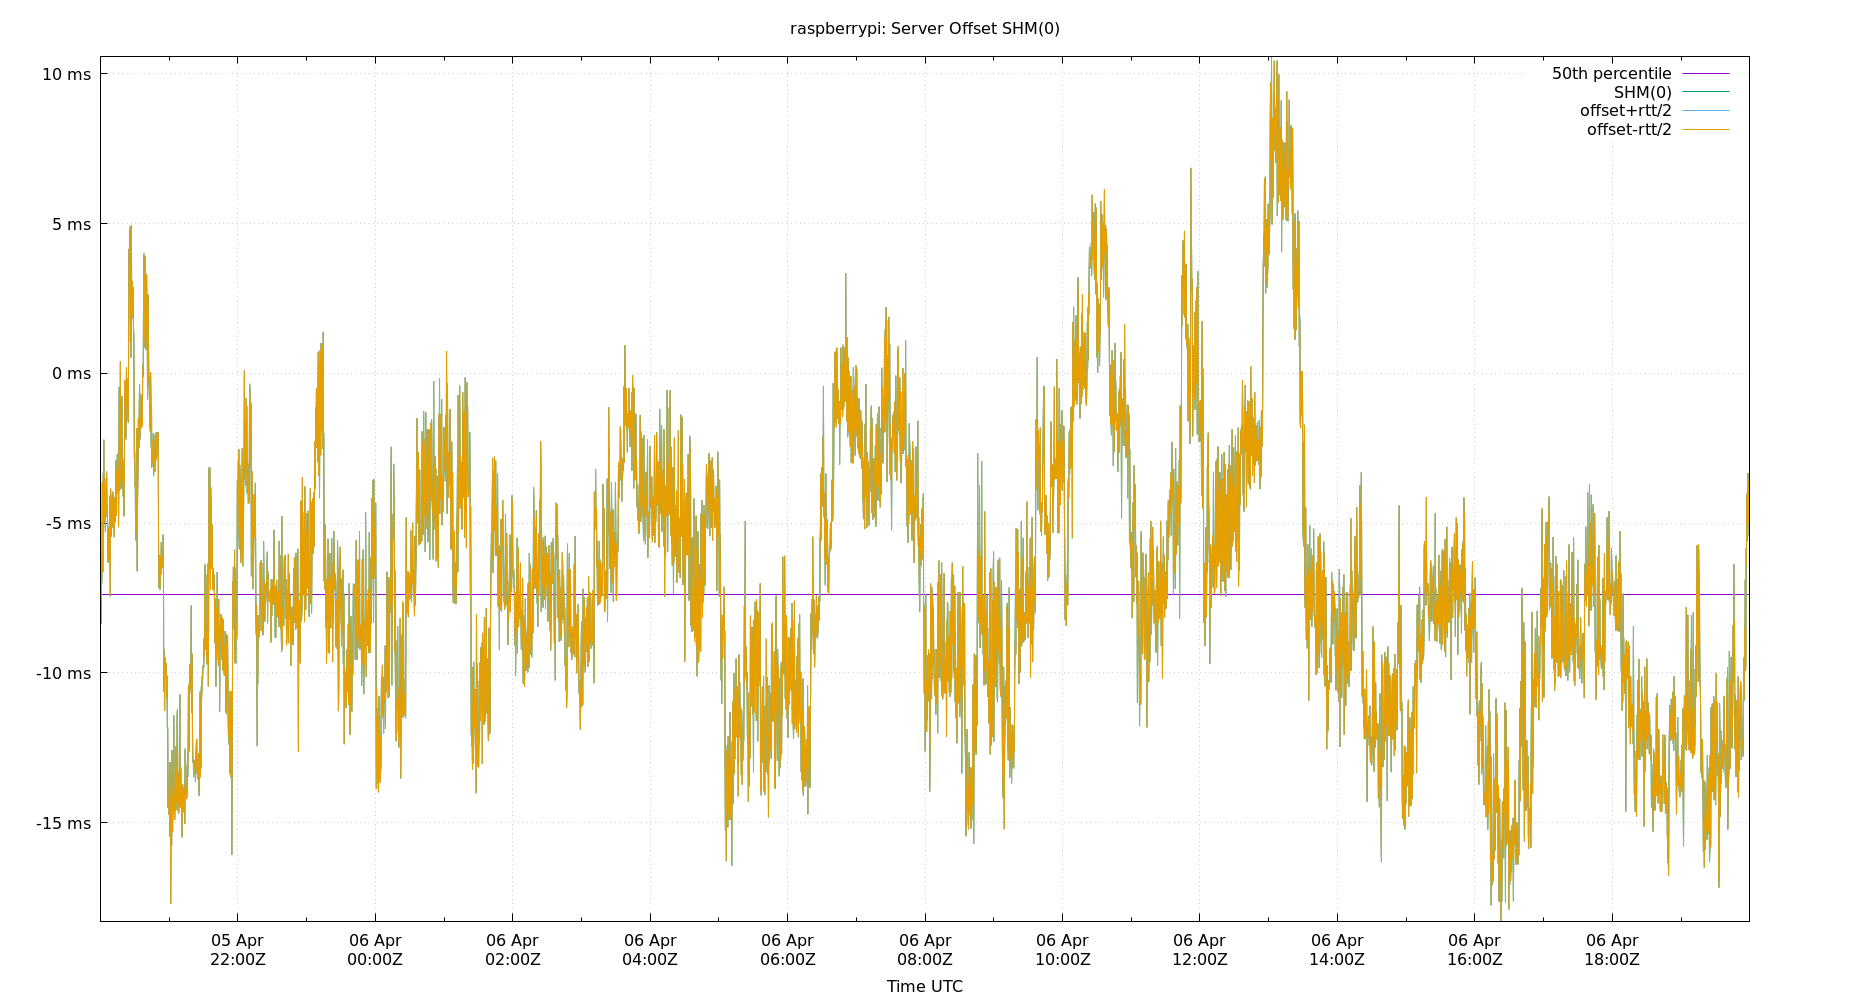 raspberrypi: Server Offset SHM(0)
50th percentile
SHM(0)
offset+rtt/2
offset-rtt/2
10 ms
5 ms
0 ms
-5 ms
-10 ms
-15 ms
05 Apr 06 Apr 06 Apr 06 Apr 06 Apr 06 Apr 06 Apr 06 Apr 06 Apr 06 Apr 06 Apr
22:00Z 00:00Z 02:00Z 04:00Z 06:00Z 08:00Z 10:00Z 12:00Z 14:00Z 16:00Z 18:00Z
Time UTC